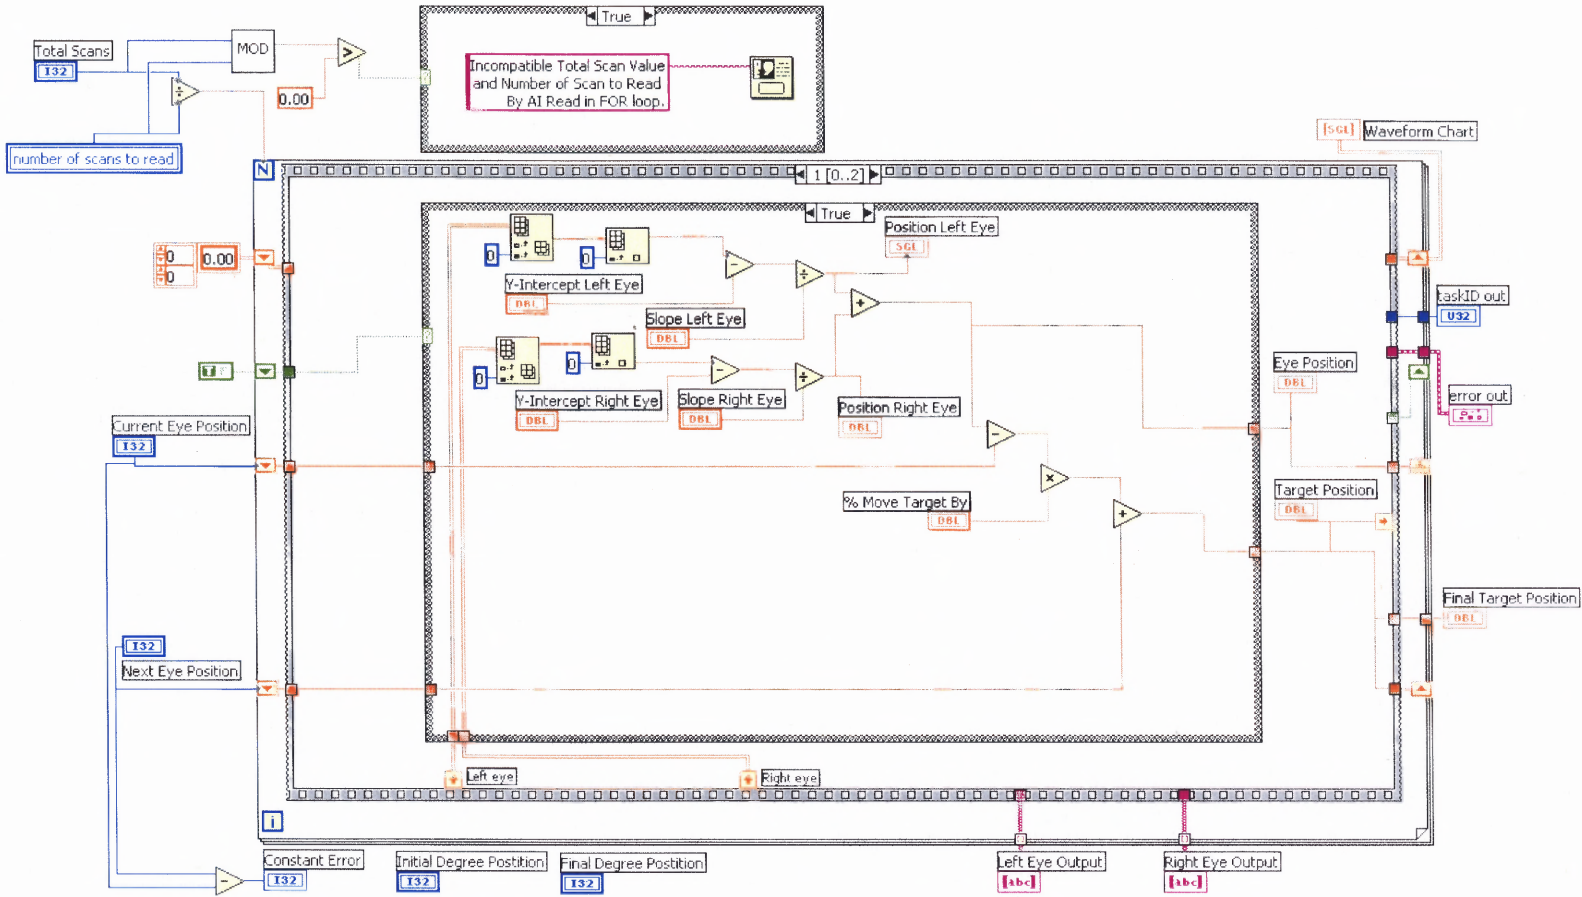 True
Total Scans
I32
MOD
>
0.00
÷
number of scans to read
Incompatible Total Scan Value
and Number of Scan to Read
By AI Read in FOR loop.
[SGL]
Waveform Chart
N
1 [0..2]
True
0
0
0.00
0
0
Position Left Eye
SGL
Y-Intercept Left Eye
DBL
-
÷
+
Slope Left Eye
DBL
taskID out
U32
0
0
-
÷
Y-Intercept Right Eye
DBL
Slope Right Eye
DBL
Position Right Eye
DBL
T F
Eye Position
DBL
error out
Current Eye Position
I32
-
x
% Move Target By
DBL
+
Target Position
DBL
Final Target Position
DBL
I32
Next Eye Position
Left eye
Right eye
i
Constant Error
-
I32
Initial Degree Postition
I32
Final Degree Postition
I32
Left Eye Output
[abc]
Right Eye Output
[abc]